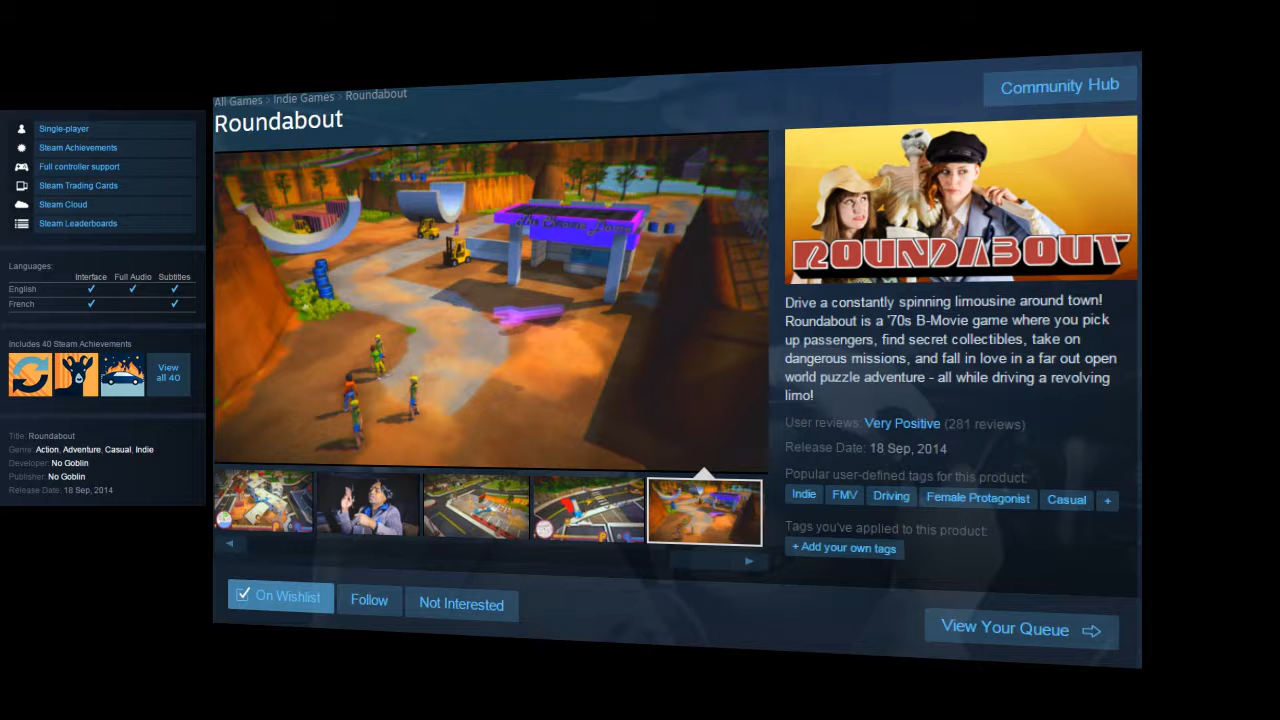 Single-player
Steam Achievements
Full controller support
Steam Trading Cards
Steam Cloud
Steam Leaderboards
Languages:
Interface Full Audio Subtitles
English
French
Includes 40 Steam Achievements
View
all 40
Title: Roundabout
Genre: Action, Adventure, Casual, Indie
Developer: No Goblin
Publisher: No Goblin
Release Date: 18 Sep, 2014
All Games > Indie Games > Roundabout
Roundabout
Community Hub
ROUNDABOUT
Drive a constantly spinning limousine around town!
Roundabout is a '70s B-Movie game where you pick
up passengers, find secret collectibles, take on
dangerous missions, and fall in love in a far out open
world puzzle adventure - all while driving a revolving
limo!
User reviews: Very Positive (281 reviews)
Release Date: 18 Sep, 2014
Popular user-defined tags for this product:
Indie FMV Driving Female Protagonist Casual +
Tags you've applied to this product:
+ Add your own tags
On Wishlist Follow Not Interested
View Your Queue